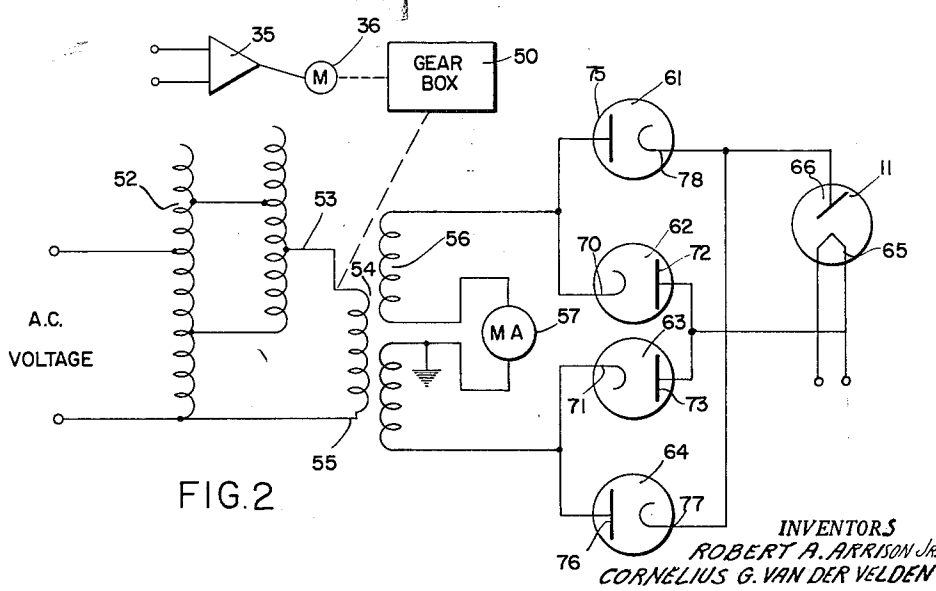 35
36
M
GEAR
BOX
50
75
61
52
53
78
66
11
54
56
70
62
72
65
57
MA
63
A.C.
VOLTAGE
71
73
55
64
77
76
FIG.2
INVENTORS
ROBERT A. ARRISON JR.
CORNELIUS G. VAN DER VELDEN